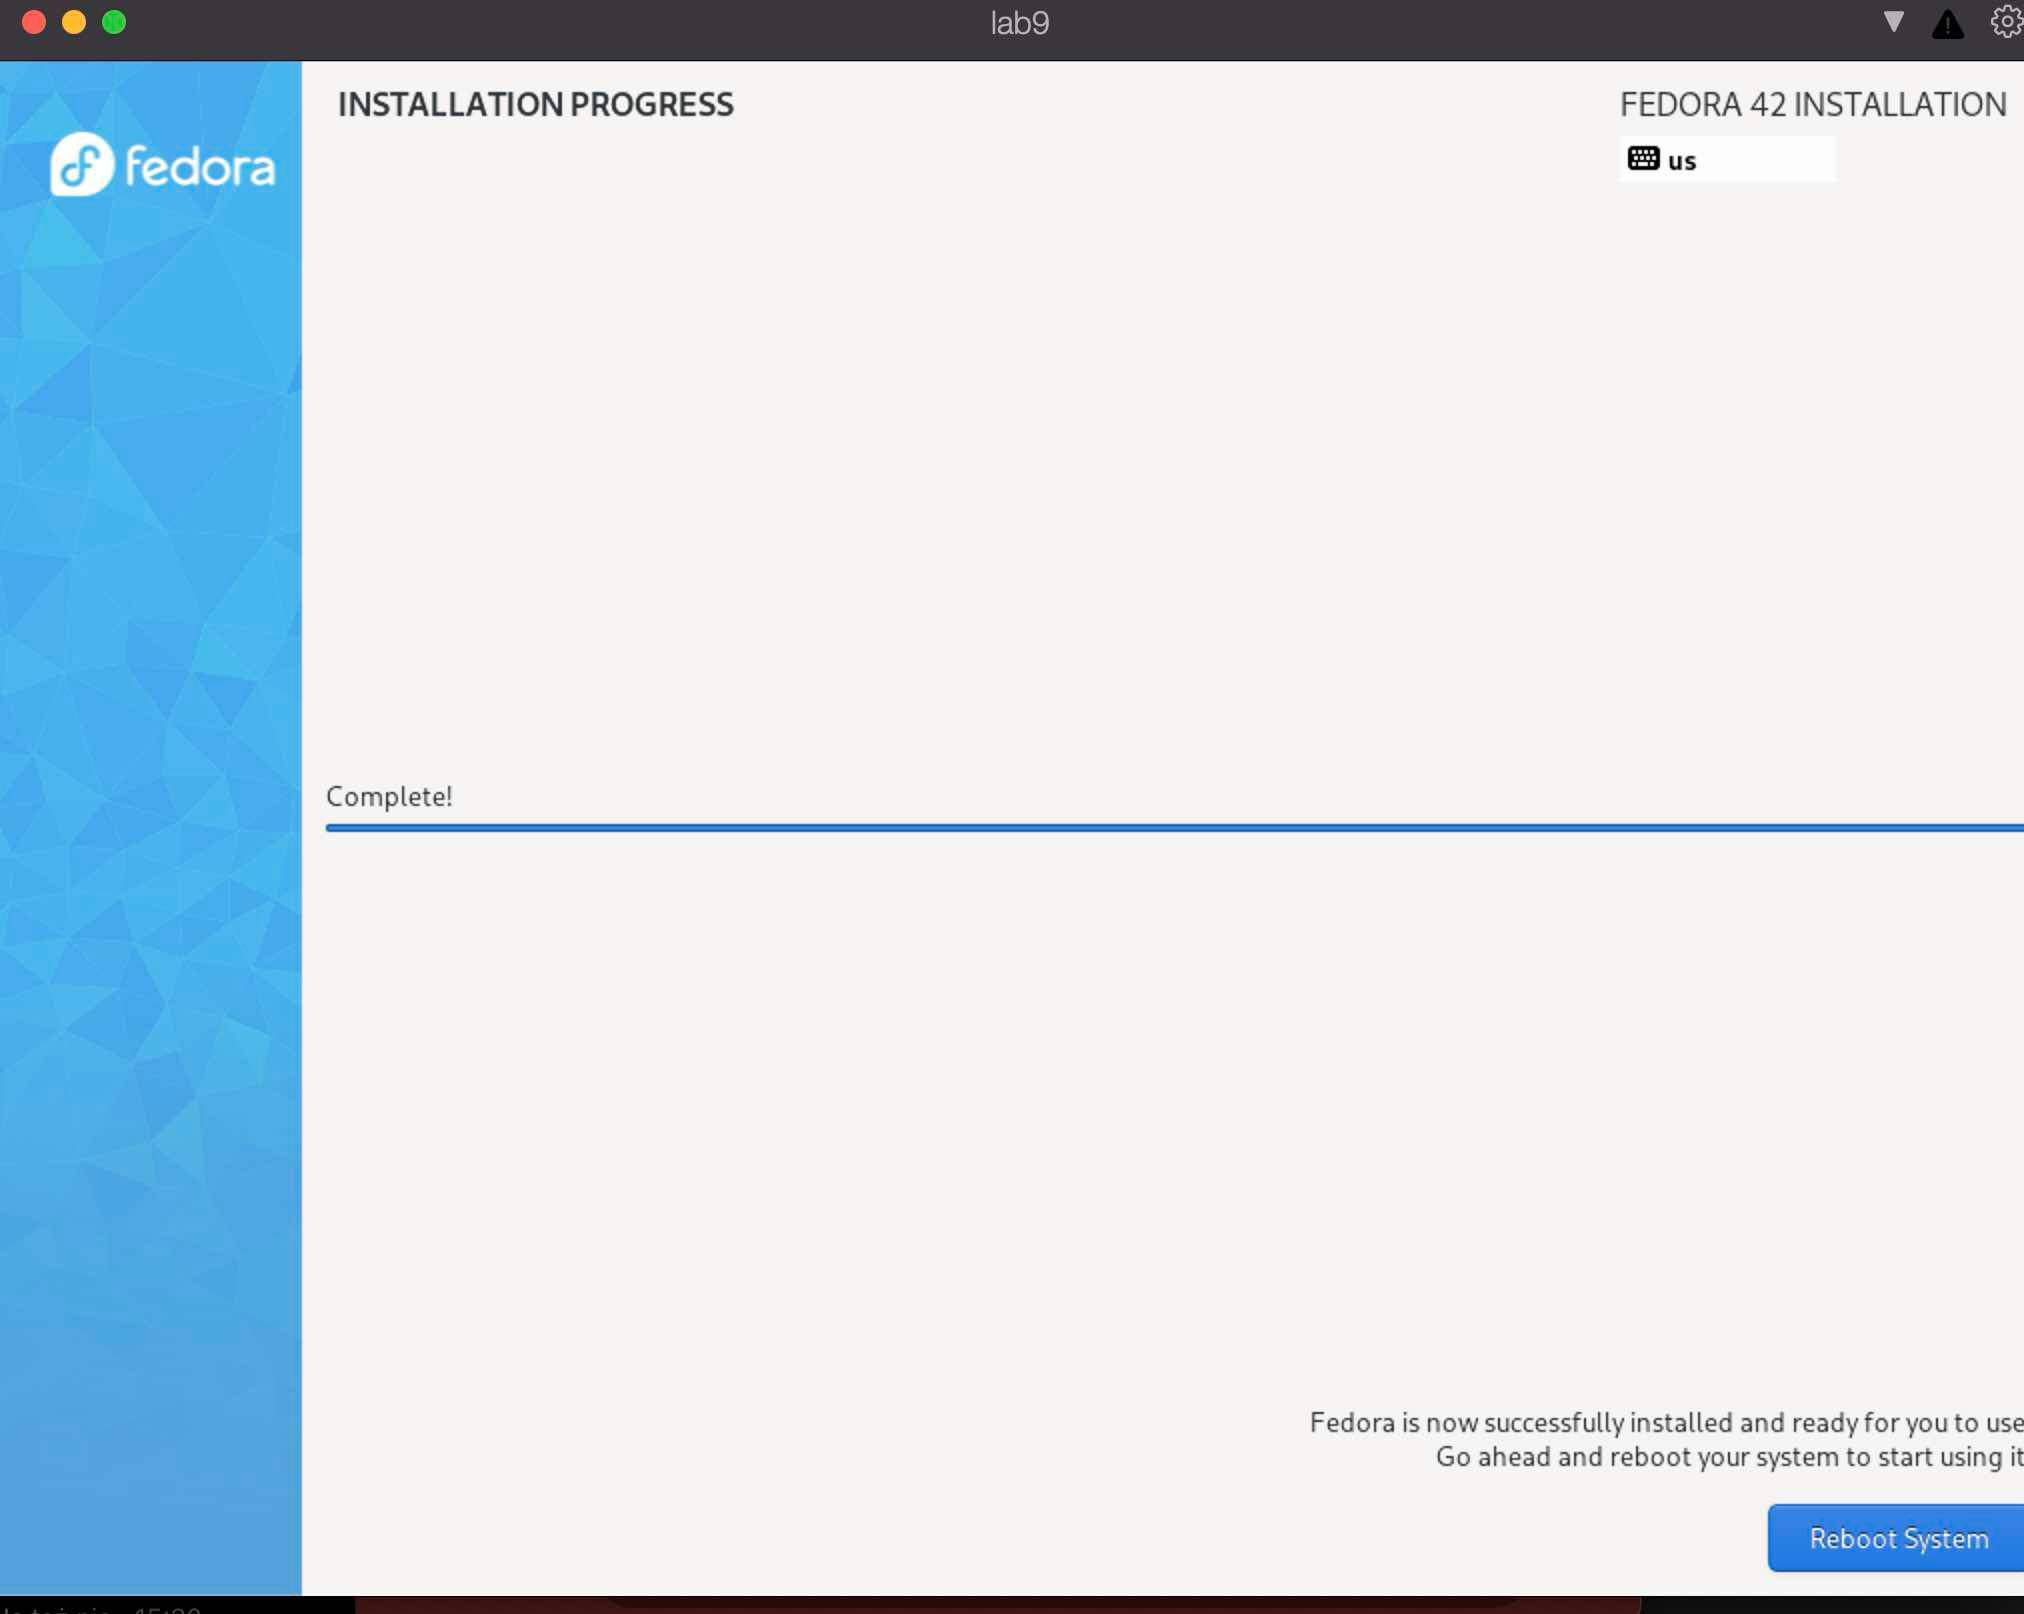 lab9
INSTALLATION PROGRESS
FEDORA 42 INSTALLATION
fedora
us
Complete!
Fedora is now successfully installed and ready for you to use
Go ahead and reboot your system to start using it
Reboot System